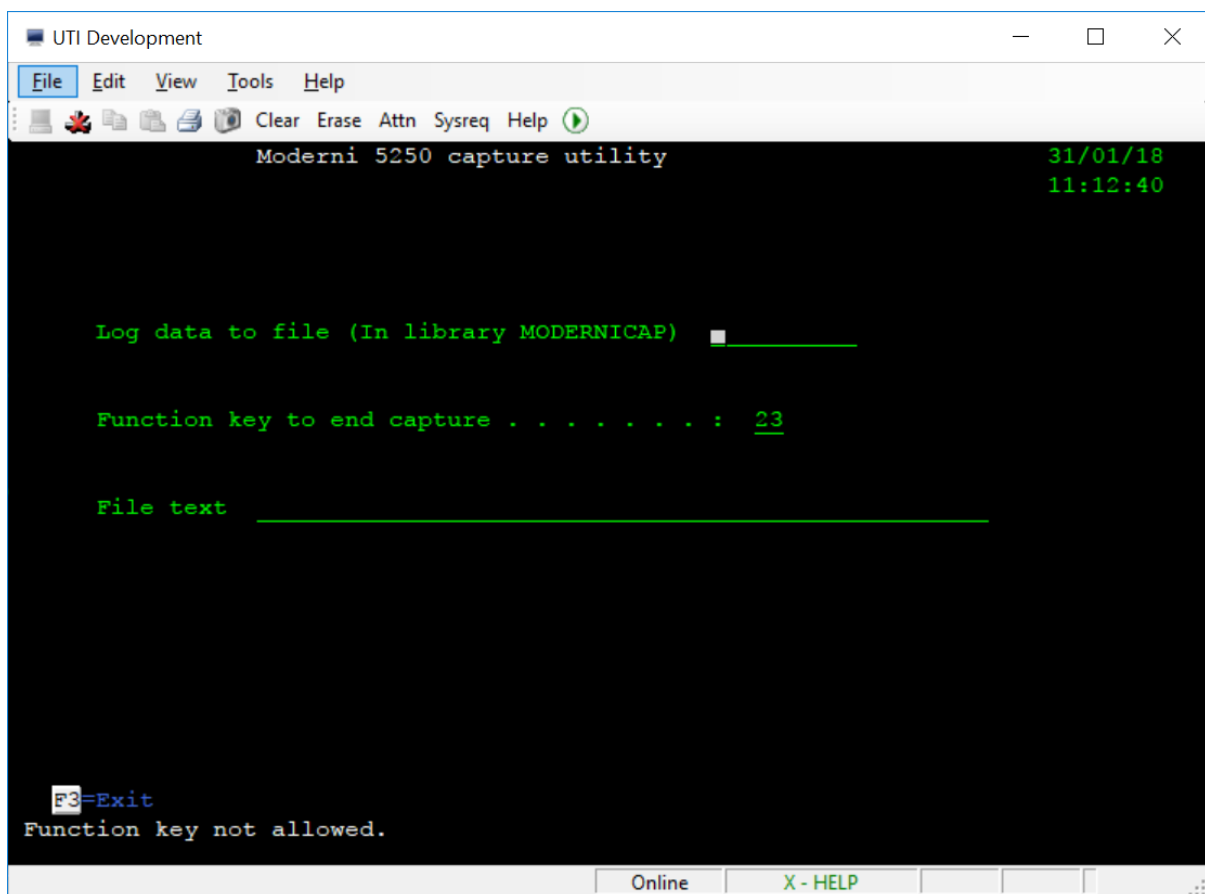 UTI Development
File Edit View Tools Help
Clear Erase Attn Sysreq Help
Moderni 5250 capture utility 31/01/18
11:12:40
Log data to file (In library MODERNICAP)
Function key to end capture . . . . . . . : 23
File text
F3=Exit
Function key not allowed.
Online X - HELP